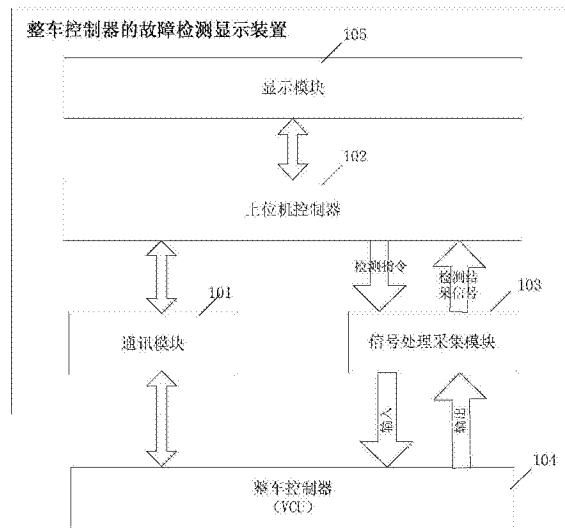 整车控制器的故障检测显示装置
105
显示模块
102
上位机控制器
检测指令
检测结
果信号
101
103
通讯模块
信号处理采集模块
输入
输出
104
整车控制器
(VCU)